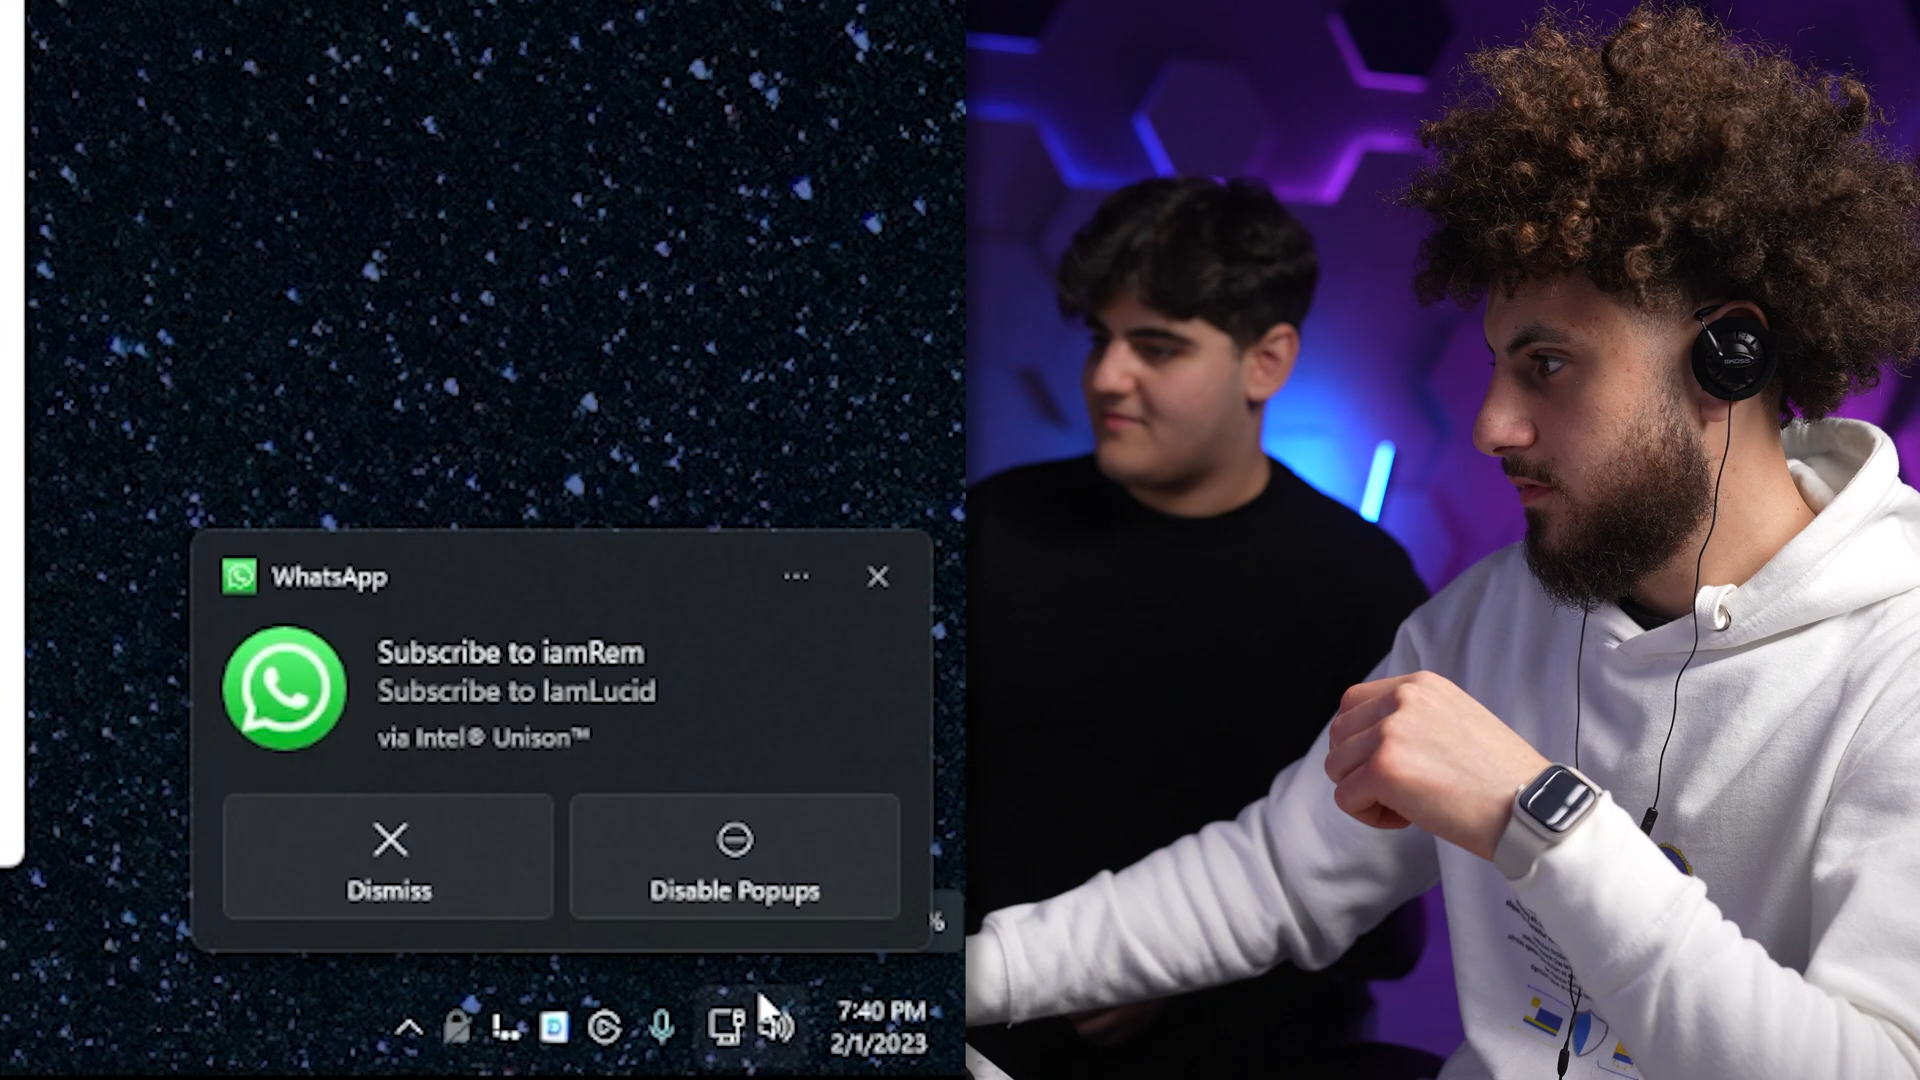 WhatsApp
Subscribe to iamRem
Subscribe to IamLucid
via Intel® Unison™
Dismiss
Disable Popups
%
7:40 PM
2/1/2023
KOSS